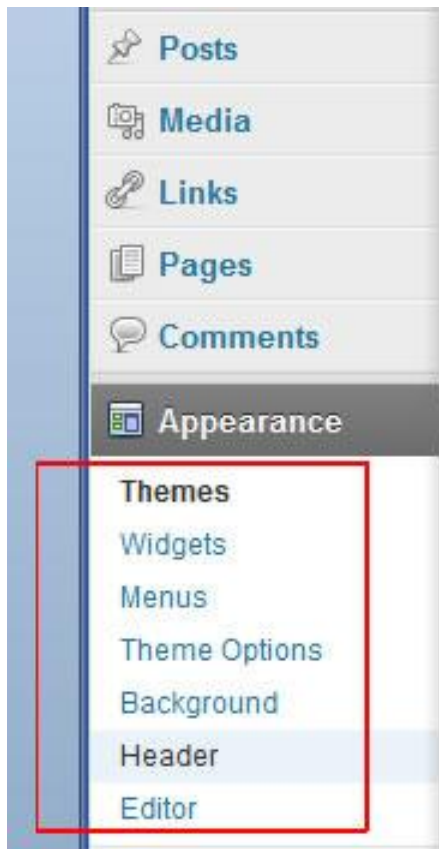 Posts
Media
Links
Pages
Comments
Appearance
Themes
Widgets
Menus
Theme Options
Background
Header
Editor